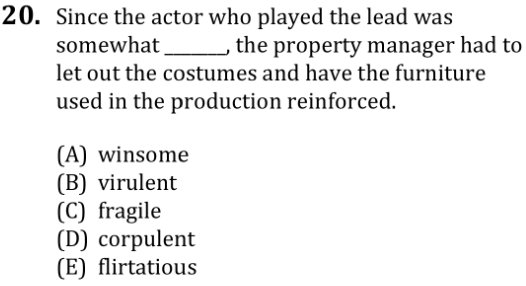 20. Since the actor who played the lead was
somewhat ______, the property manager had to
let out the costumes and have the furniture
used in the production reinforced.
(A) winsome
(B) virulent
(C) fragile
(D) corpulent
(E) flirtatious